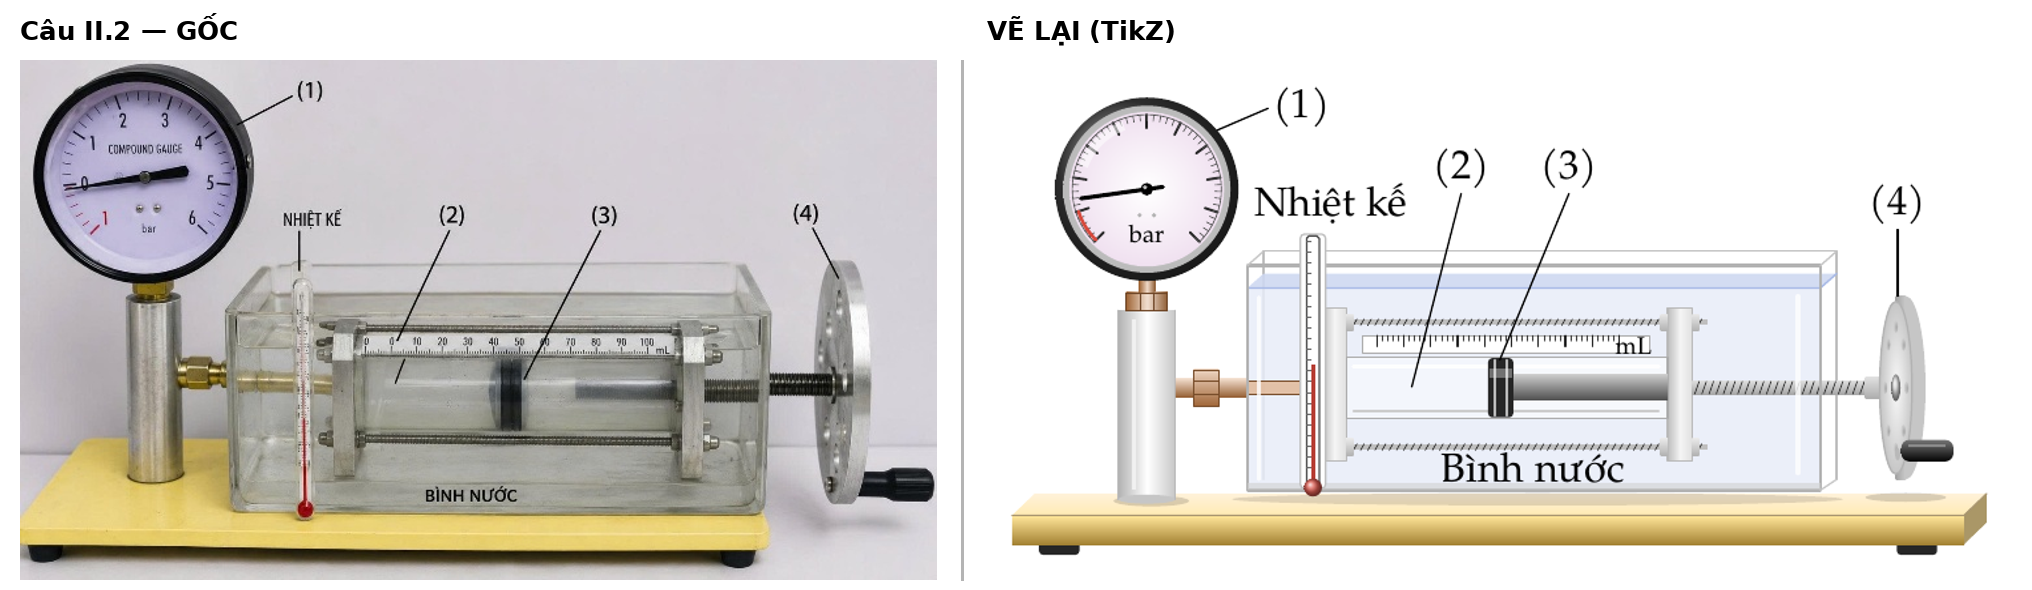 Câu II.2 — GỐC
(1)
2 3
1 4
COMPOUND GAUGE
0 5
1 6
bar
NHIỆT KẾ
(2)
(3)
(4)
0 0 10 20 30 40 50 60 70 80 90 100
mL
BÌNH NƯỚC
VẼ LẠI (TikZ)
(1)
(2)
(3)
Nhiệt kế
(4)
bar
mL
Bình nước